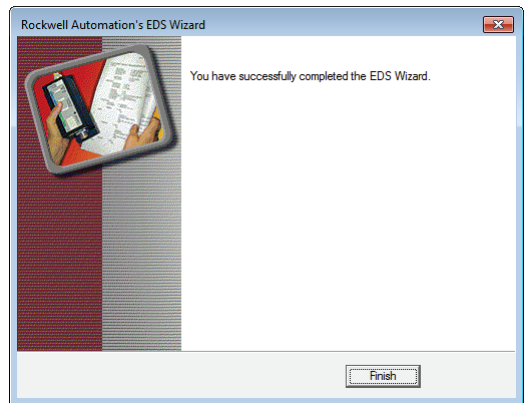 Rockwell Automation's EDS Wizard
You have successfully completed the EDS Wizard.
Finish